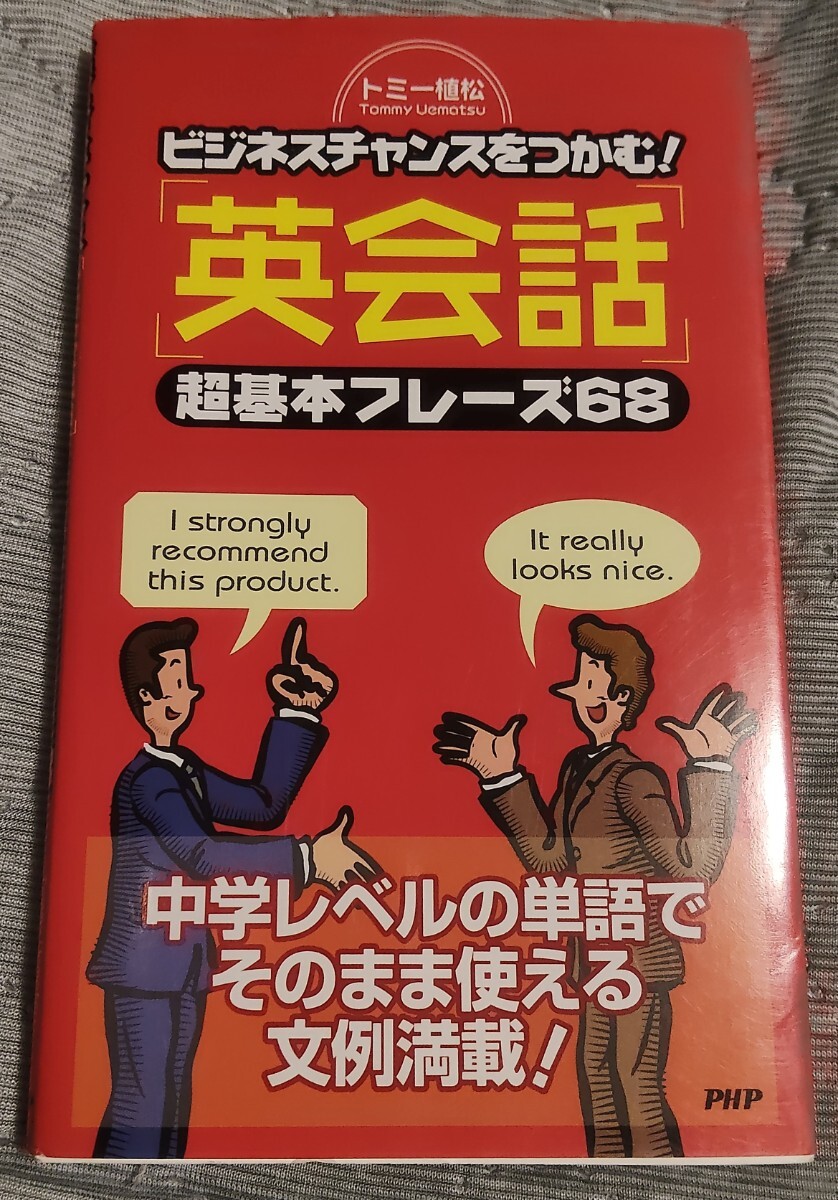 トミー植松
Tommy Uematsu
ビジネスチャンスをつかむ!
「英会話」
超基本フレーズ68
I strongly
recommend
this product.
It really
looks nice.
中学レベルの単語で
そのまま使える
文例満載!
PHP